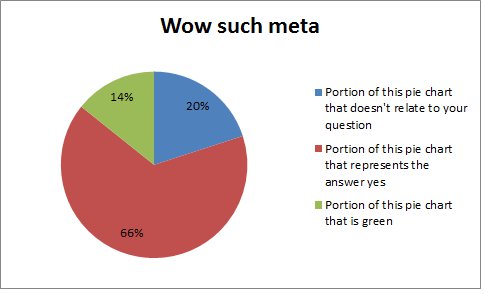 Wow such meta
14%
20%
66%
Portion of this pie chart
that doesn't relate to your
question
Portion of this pie chart
that represents the
answer yes
Portion of this pie chart
that is green